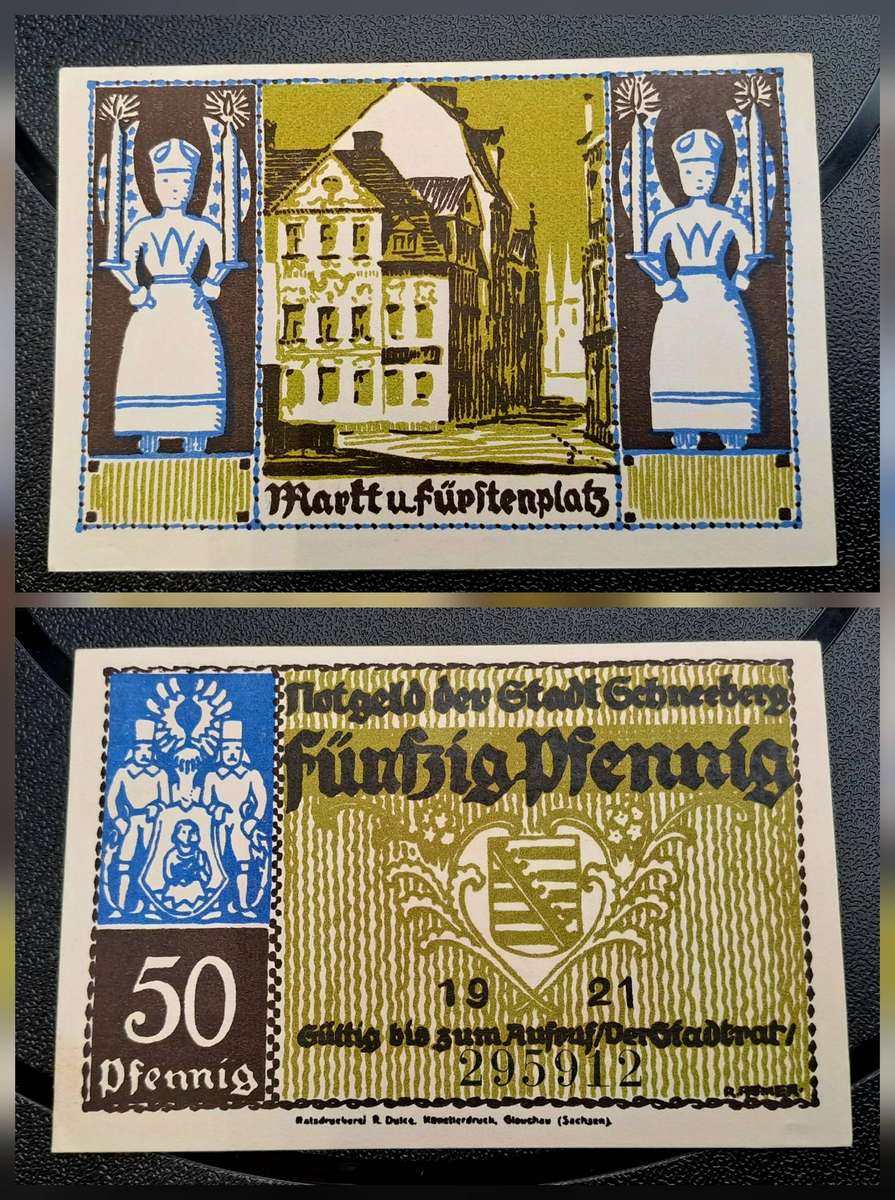 Markt u. Fürstenplatz
Notgeld der Stadt Schneeberg
Fünfzig Pfennig
50
Pfennig
19 21
Gültig bis zum Aufruf/Der Stadtrat/
295912
Ratsdruckerei R. Dulce, Künstlerdruck, Glauchau (Sachsen).